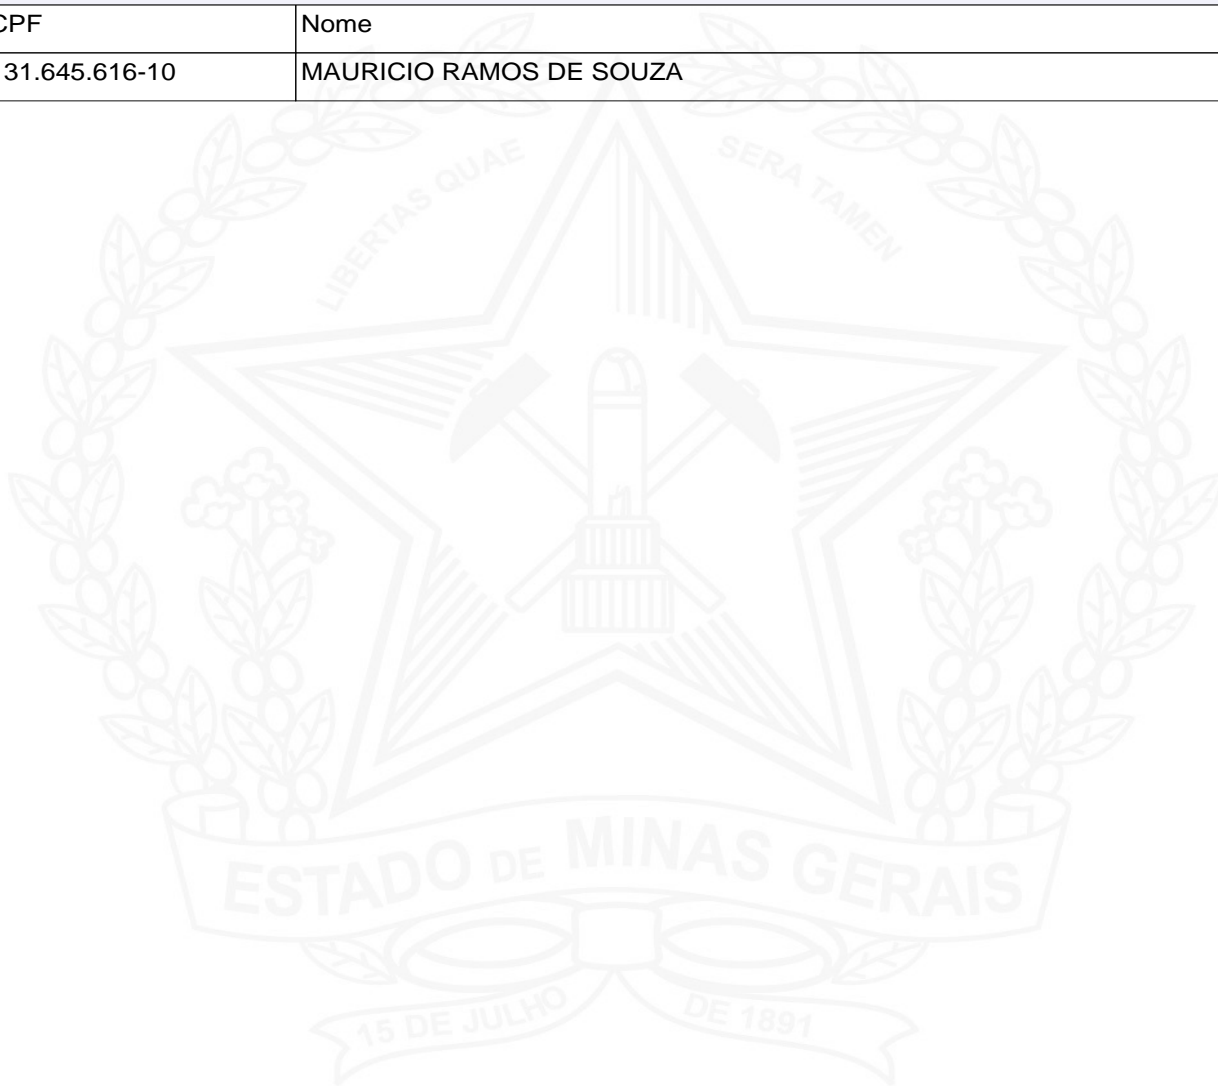 CPF Nome
31.645.616-10 MAURICIO RAMOS DE SOUZA
LIBERTAS QUAE SERA TAMEN
ESTADO DE MINAS GERAIS
15 DE JULHO DE 1891